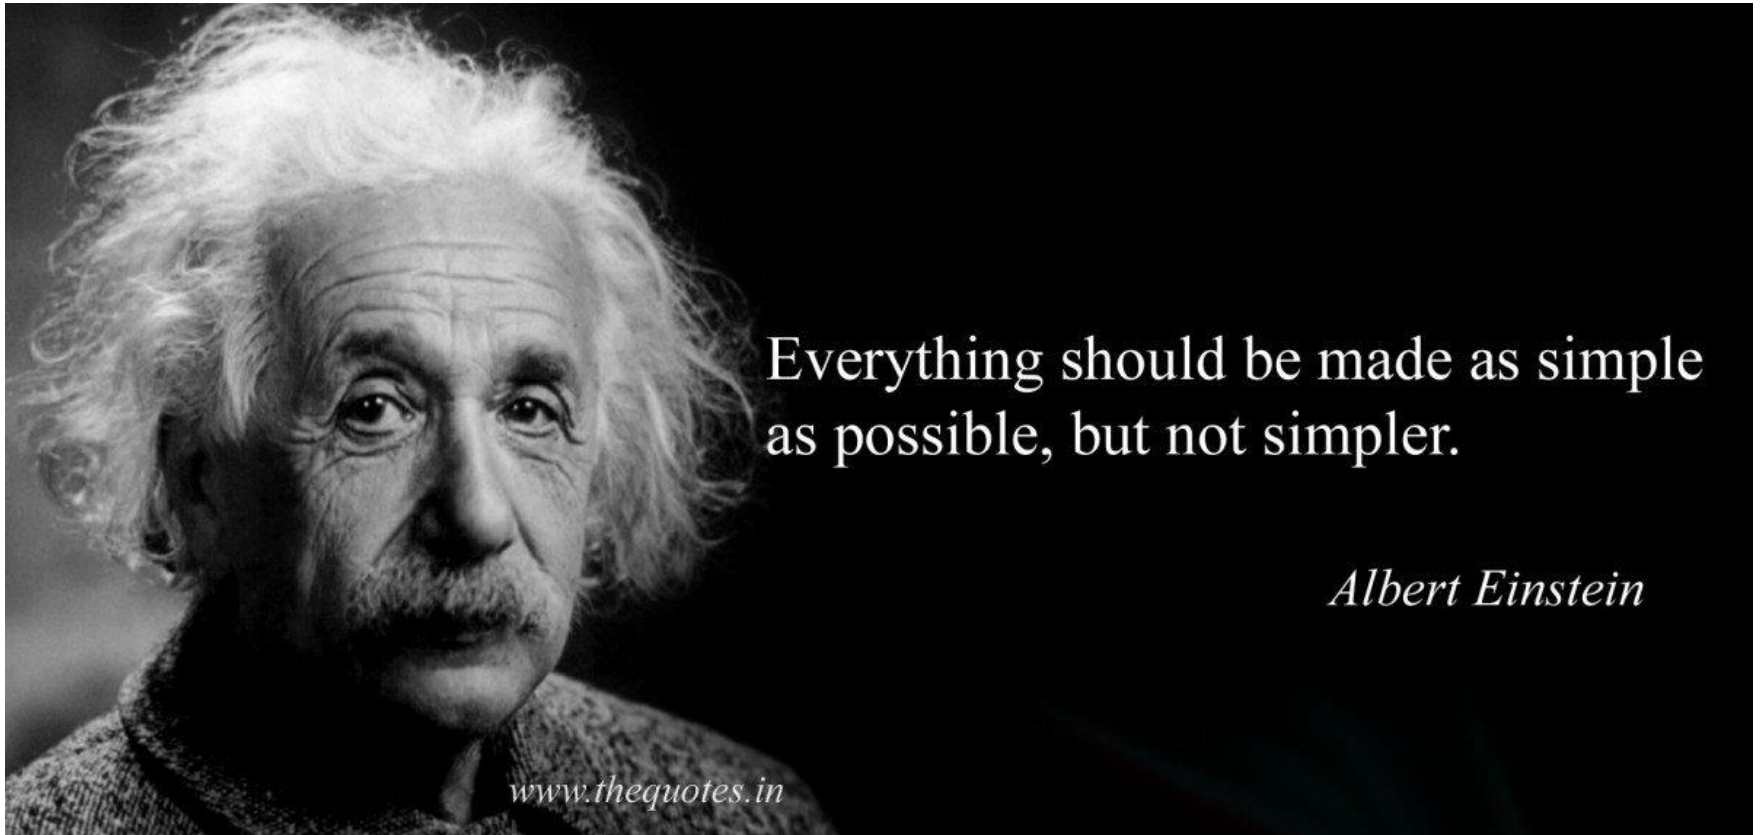 Everything should be made as simple
as possible, but not simpler.
Albert Einstein
www.thequotes.in